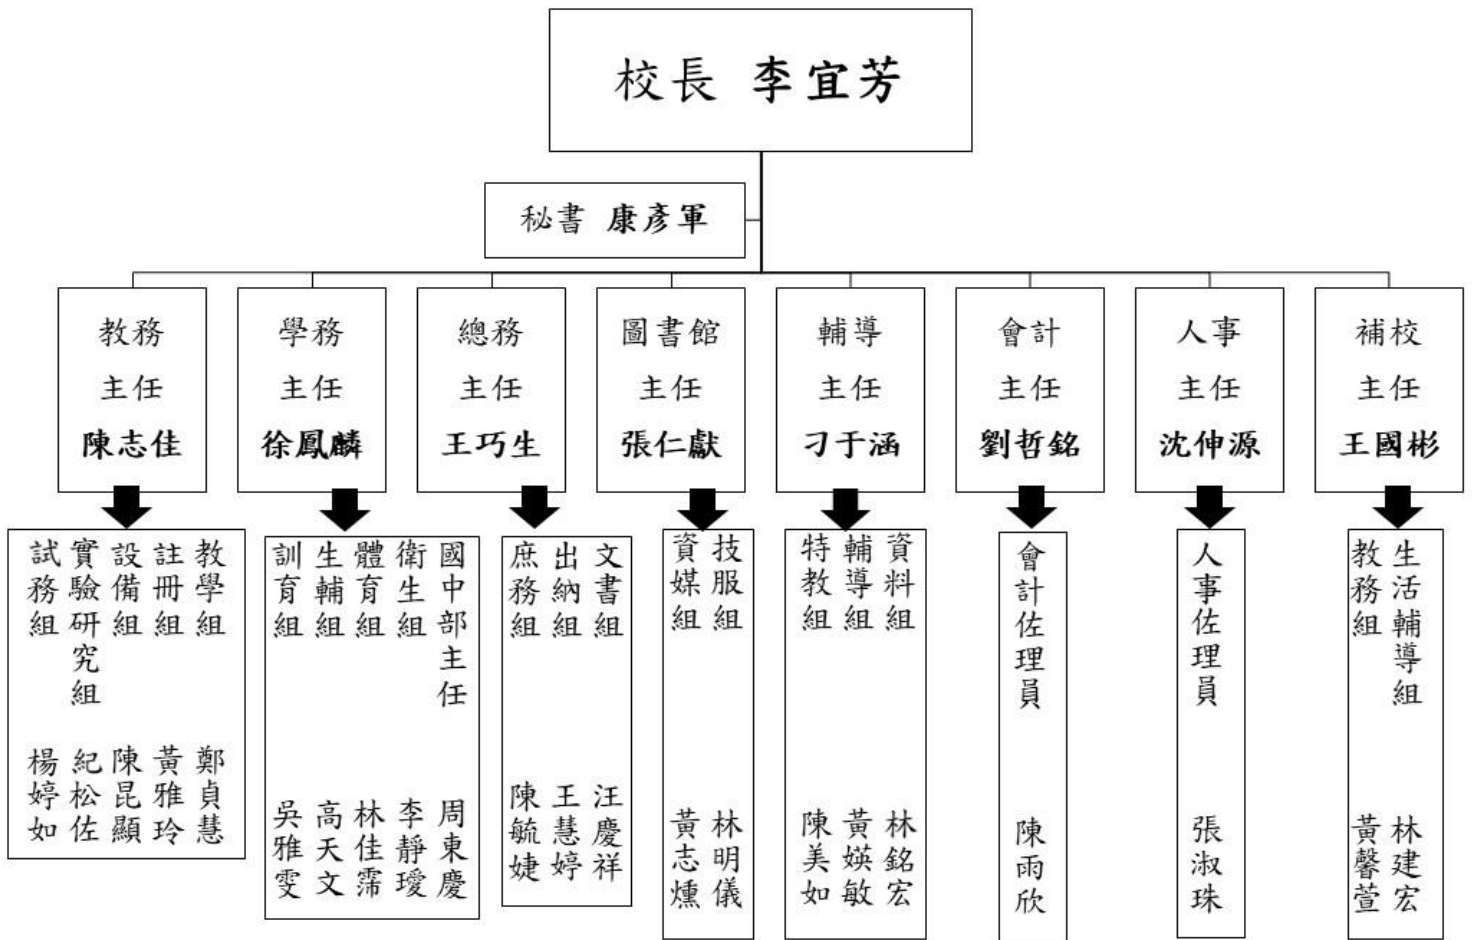 校長 李宜芳
秘書 康彥軍
教務
主任
陳志佳
學務
主任
徐鳳麟
總務
主任
王巧生
圖書館
主任
張仁獻
輔導
主任
刁于涵
會計
主任
劉哲銘
人事
主任
沈伸源
補校
主任
王國彬
教學組 鄭貞慧
註冊組 黃雅玲
設備組 陳昆顯
實驗研究組 紀松佐
試務組 楊婷如
國中部主任 周東慶
衛生組 李靜璦
體育組 林佳霈
生輔組 高天文
訓育組 吳雅雯
文書組 汪慶祥
出納組 王慧婷
庶務組 陳毓婕
技服組 林明儀
資媒組 黃志燻
資料組 林銘宏
輔導組 黃媖敏
特教組 陳美如
會計佐理員 陳雨欣
人事佐理員 張淑珠
生活輔導組 林建宏
教務組 黃馨萱